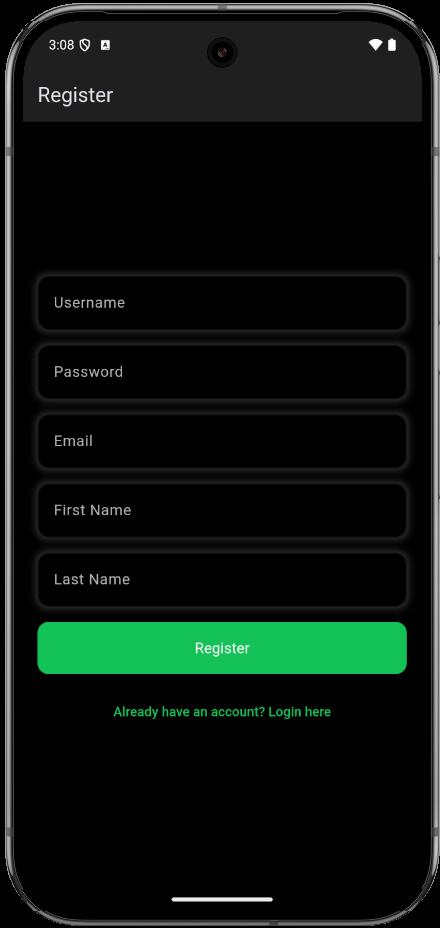 3:08
Register
Username
Password
Email
First Name
Last Name
Register
Already have an account? Login here